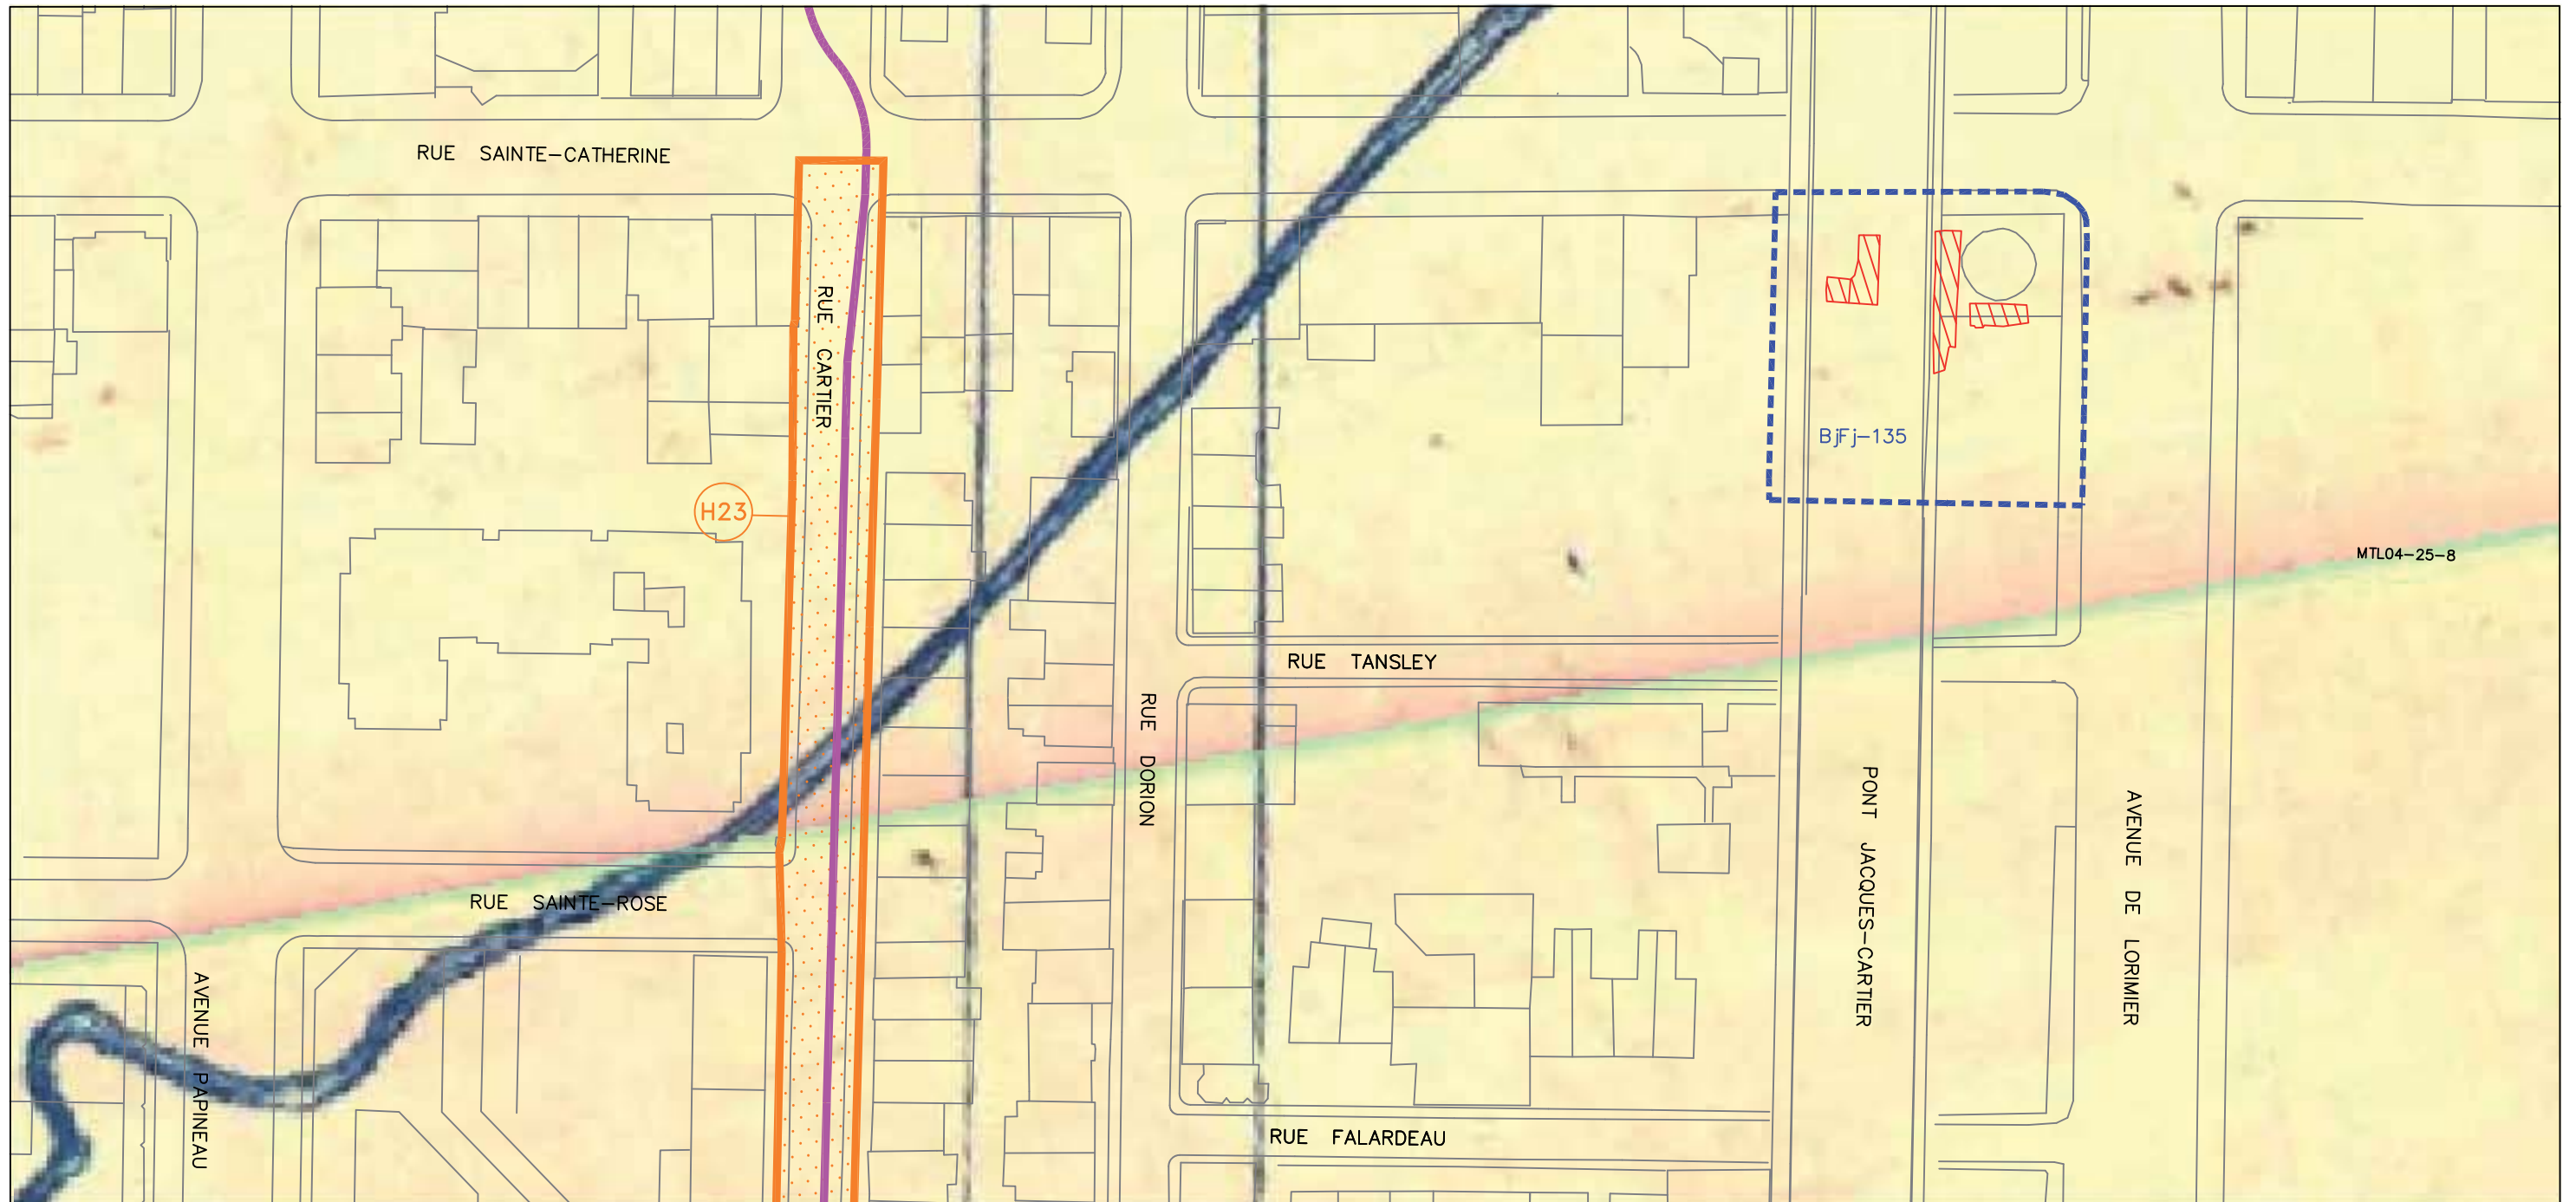 RUE SAINTE-CATHERINE
RUE CARTIER
BjFj-135
H23
MTL04-25-8
RUE TANSLEY
RUE DORION
PONT JACQUES-CARTIER
AVENUE DE LORIMIER
RUE SAINTE-ROSE
AVENUE PAPINEAU
RUE FALARDEAU